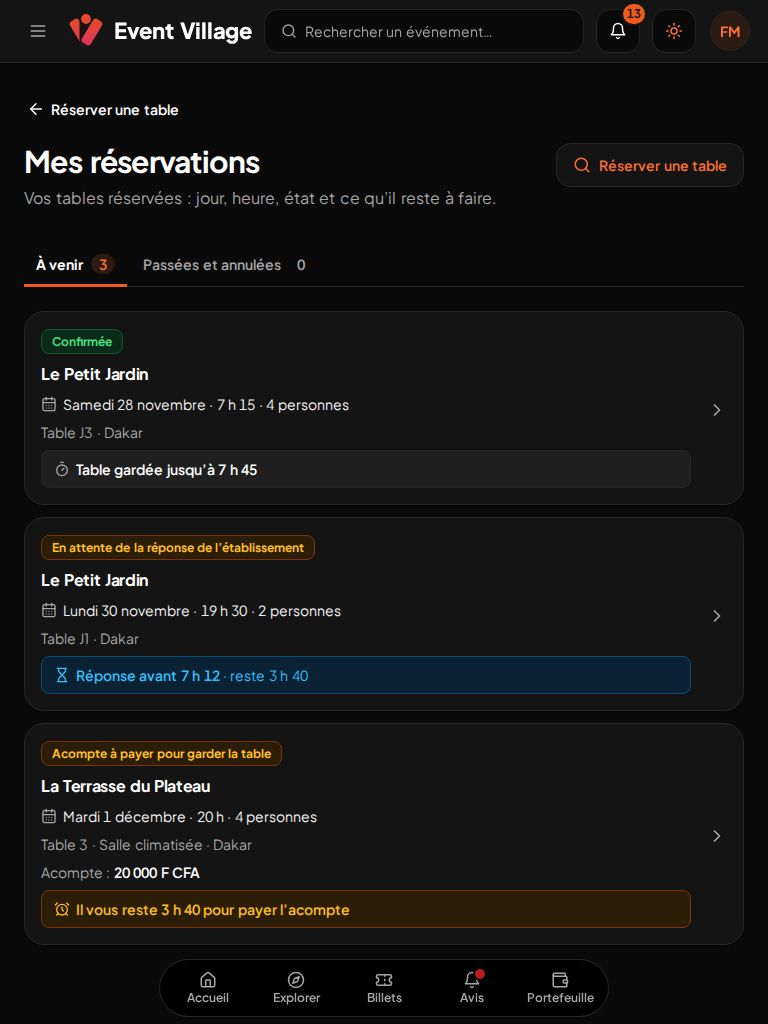 Event Village
Rechercher un événement…
13
FM
Réserver une table
Mes réservations
Réserver une table
Vos tables réservées : jour, heure, état et ce qu’il reste à faire.
À venir 3 Passées et annulées 0
Confirmée
Le Petit Jardin
Samedi 28 novembre · 7 h 15 · 4 personnes
Table J3 · Dakar
Table gardée jusqu’à 7 h 45
En attente de la réponse de l’établissement
Le Petit Jardin
Lundi 30 novembre · 19 h 30 · 2 personnes
Table J1 · Dakar
Réponse avant 7 h 12 · reste 3 h 40
Acompte à payer pour garder la table
La Terrasse du Plateau
Mardi 1 décembre · 20 h · 4 personnes
Table 3 · Salle climatisée · Dakar
Acompte : 20 000 F CFA
Il vous reste 3 h 40 pour payer l’acompte
Accueil Explorer Billets Avis Portefeuille